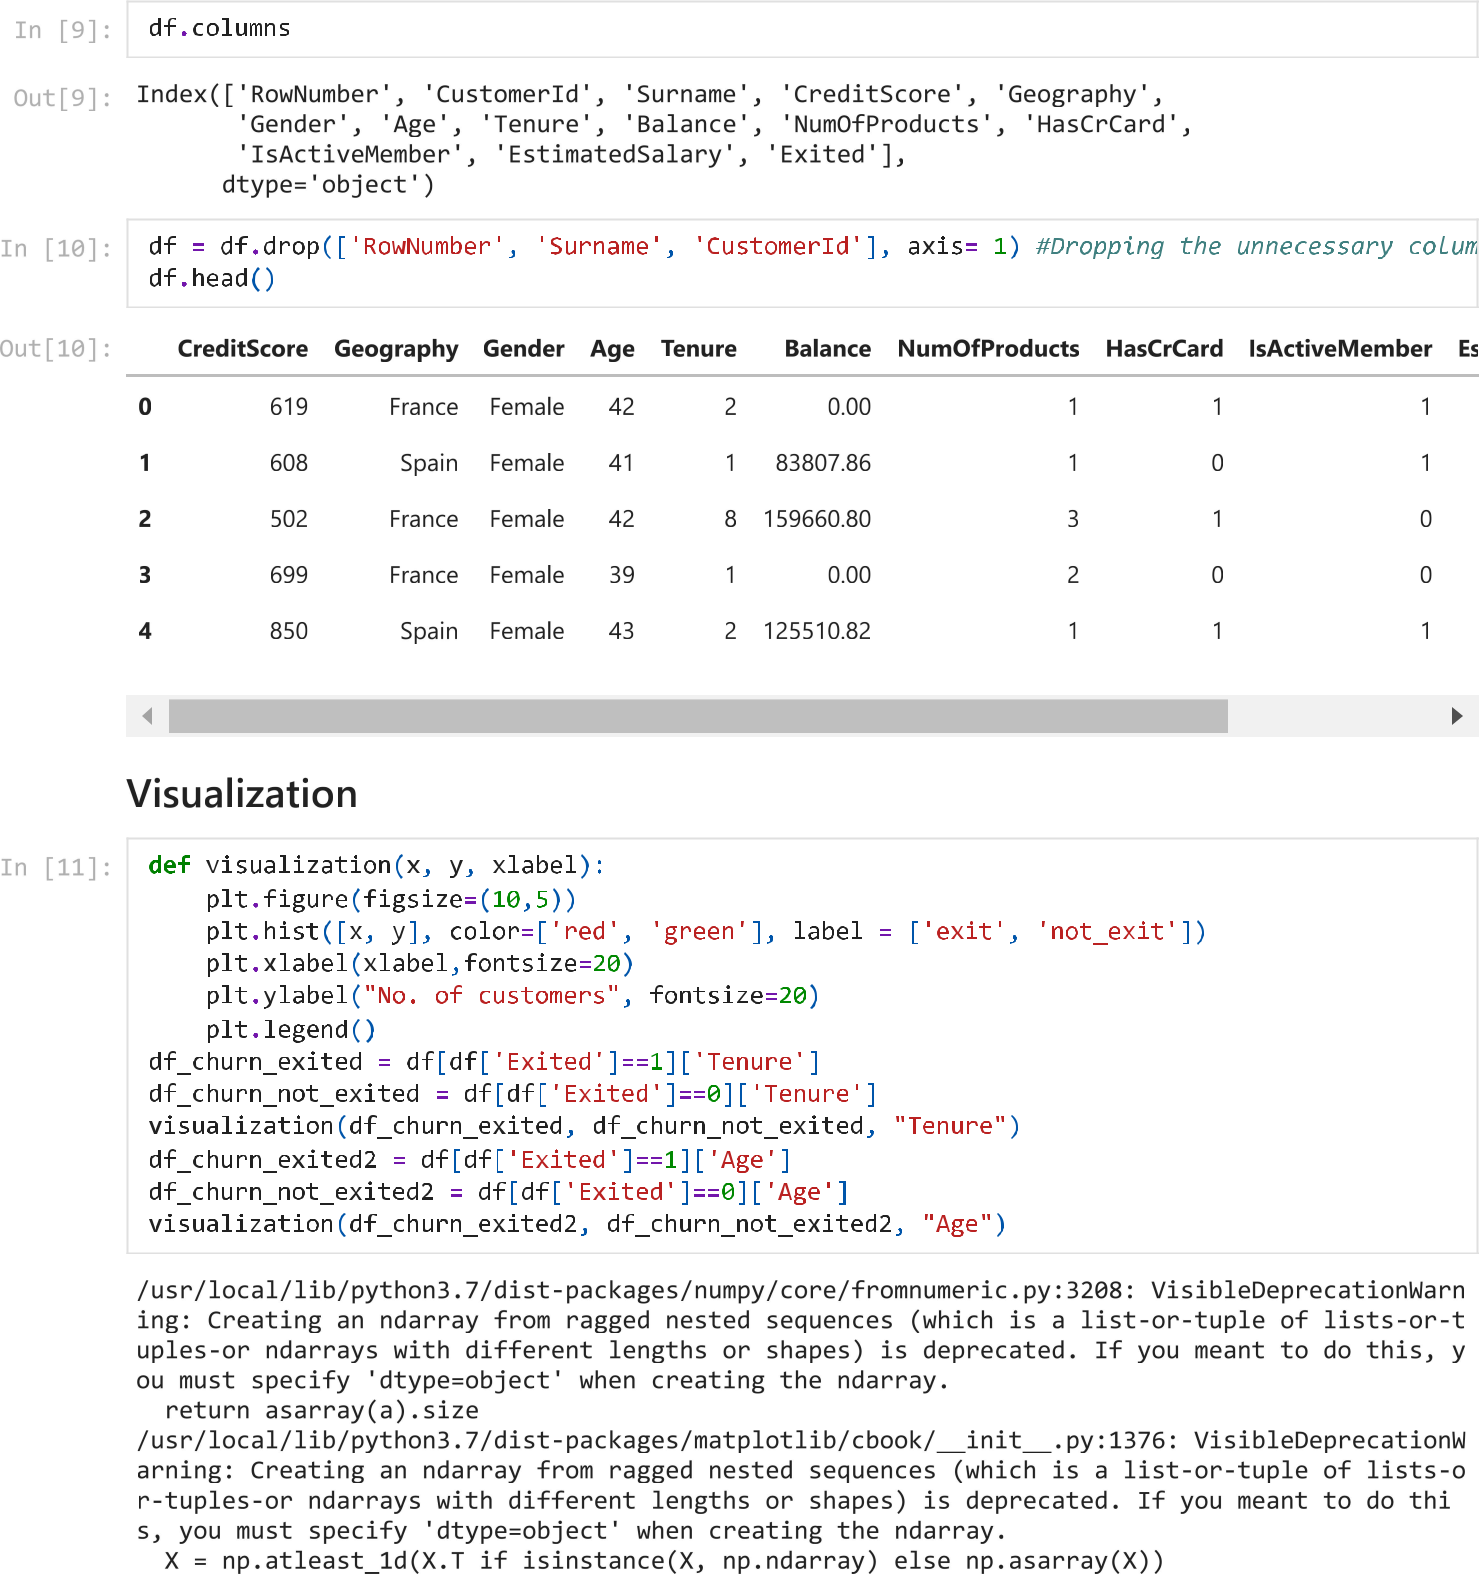 In [9]: df.columns
Out[9]: Index(['RowNumber', 'CustomerId', 'Surname', 'CreditScore', 'Geography',
       'Gender', 'Age', 'Tenure', 'Balance', 'NumOfProducts', 'HasCrCard',
       'IsActiveMember', 'EstimatedSalary', 'Exited'],
      dtype='object')
In [10]: df = df.drop(['RowNumber', 'Surname', 'CustomerId'], axis= 1) #Dropping the unnecessary colum
df.head()
Out[10]: CreditScore Geography Gender Age Tenure Balance NumOfProducts HasCrCard IsActiveMember Es
0 619 France Female 42 2 0.00 1 1 1
1 608 Spain Female 41 1 83807.86 1 0 1
2 502 France Female 42 8 159660.80 3 1 0
3 699 France Female 39 1 0.00 2 0 0
4 850 Spain Female 43 2 125510.82 1 1 1
Visualization
In [11]: def visualization(x, y, xlabel):
    plt.figure(figsize=(10,5))
    plt.hist([x, y], color=['red', 'green'], label = ['exit', 'not_exit'])
    plt.xlabel(xlabel,fontsize=20)
    plt.ylabel("No. of customers", fontsize=20)
    plt.legend()
df_churn_exited = df[df['Exited']==1]['Tenure']
df_churn_not_exited = df[df['Exited']==0]['Tenure']
visualization(df_churn_exited, df_churn_not_exited, "Tenure")
df_churn_exited2 = df[df['Exited']==1]['Age']
df_churn_not_exited2 = df[df['Exited']==0]['Age']
visualization(df_churn_exited2, df_churn_not_exited2, "Age")
/usr/local/lib/python3.7/dist-packages/numpy/core/fromnumeric.py:3208: VisibleDeprecationWarn
ing: Creating an ndarray from ragged nested sequences (which is a list-or-tuple of lists-or-t
uples-or ndarrays with different lengths or shapes) is deprecated. If you meant to do this, y
ou must specify 'dtype=object' when creating the ndarray.
  return asarray(a).size
/usr/local/lib/python3.7/dist-packages/matplotlib/cbook/__init__.py:1376: VisibleDeprecationW
arning: Creating an ndarray from ragged nested sequences (which is a list-or-tuple of lists-o
r-tuples-or ndarrays with different lengths or shapes) is deprecated. If you meant to do thi
s, you must specify 'dtype=object' when creating the ndarray.
  X = np.atleast_1d(X.T if isinstance(X, np.ndarray) else np.asarray(X))